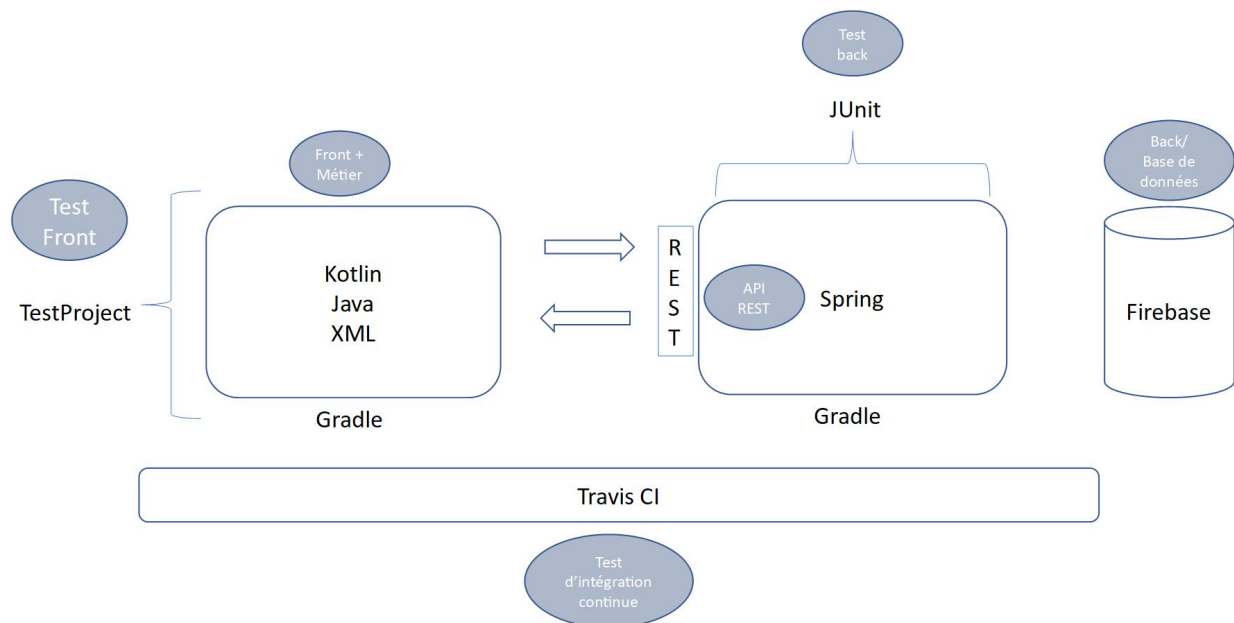 Test
back
JUnit
Front +
Métier
Back/
Base de
données
Test
Front
TestProject
Kotlin
Java
XML
Gradle
R
E
S
T
API
REST
Spring
Gradle
Firebase
Travis CI
Test
d’intégration
continue